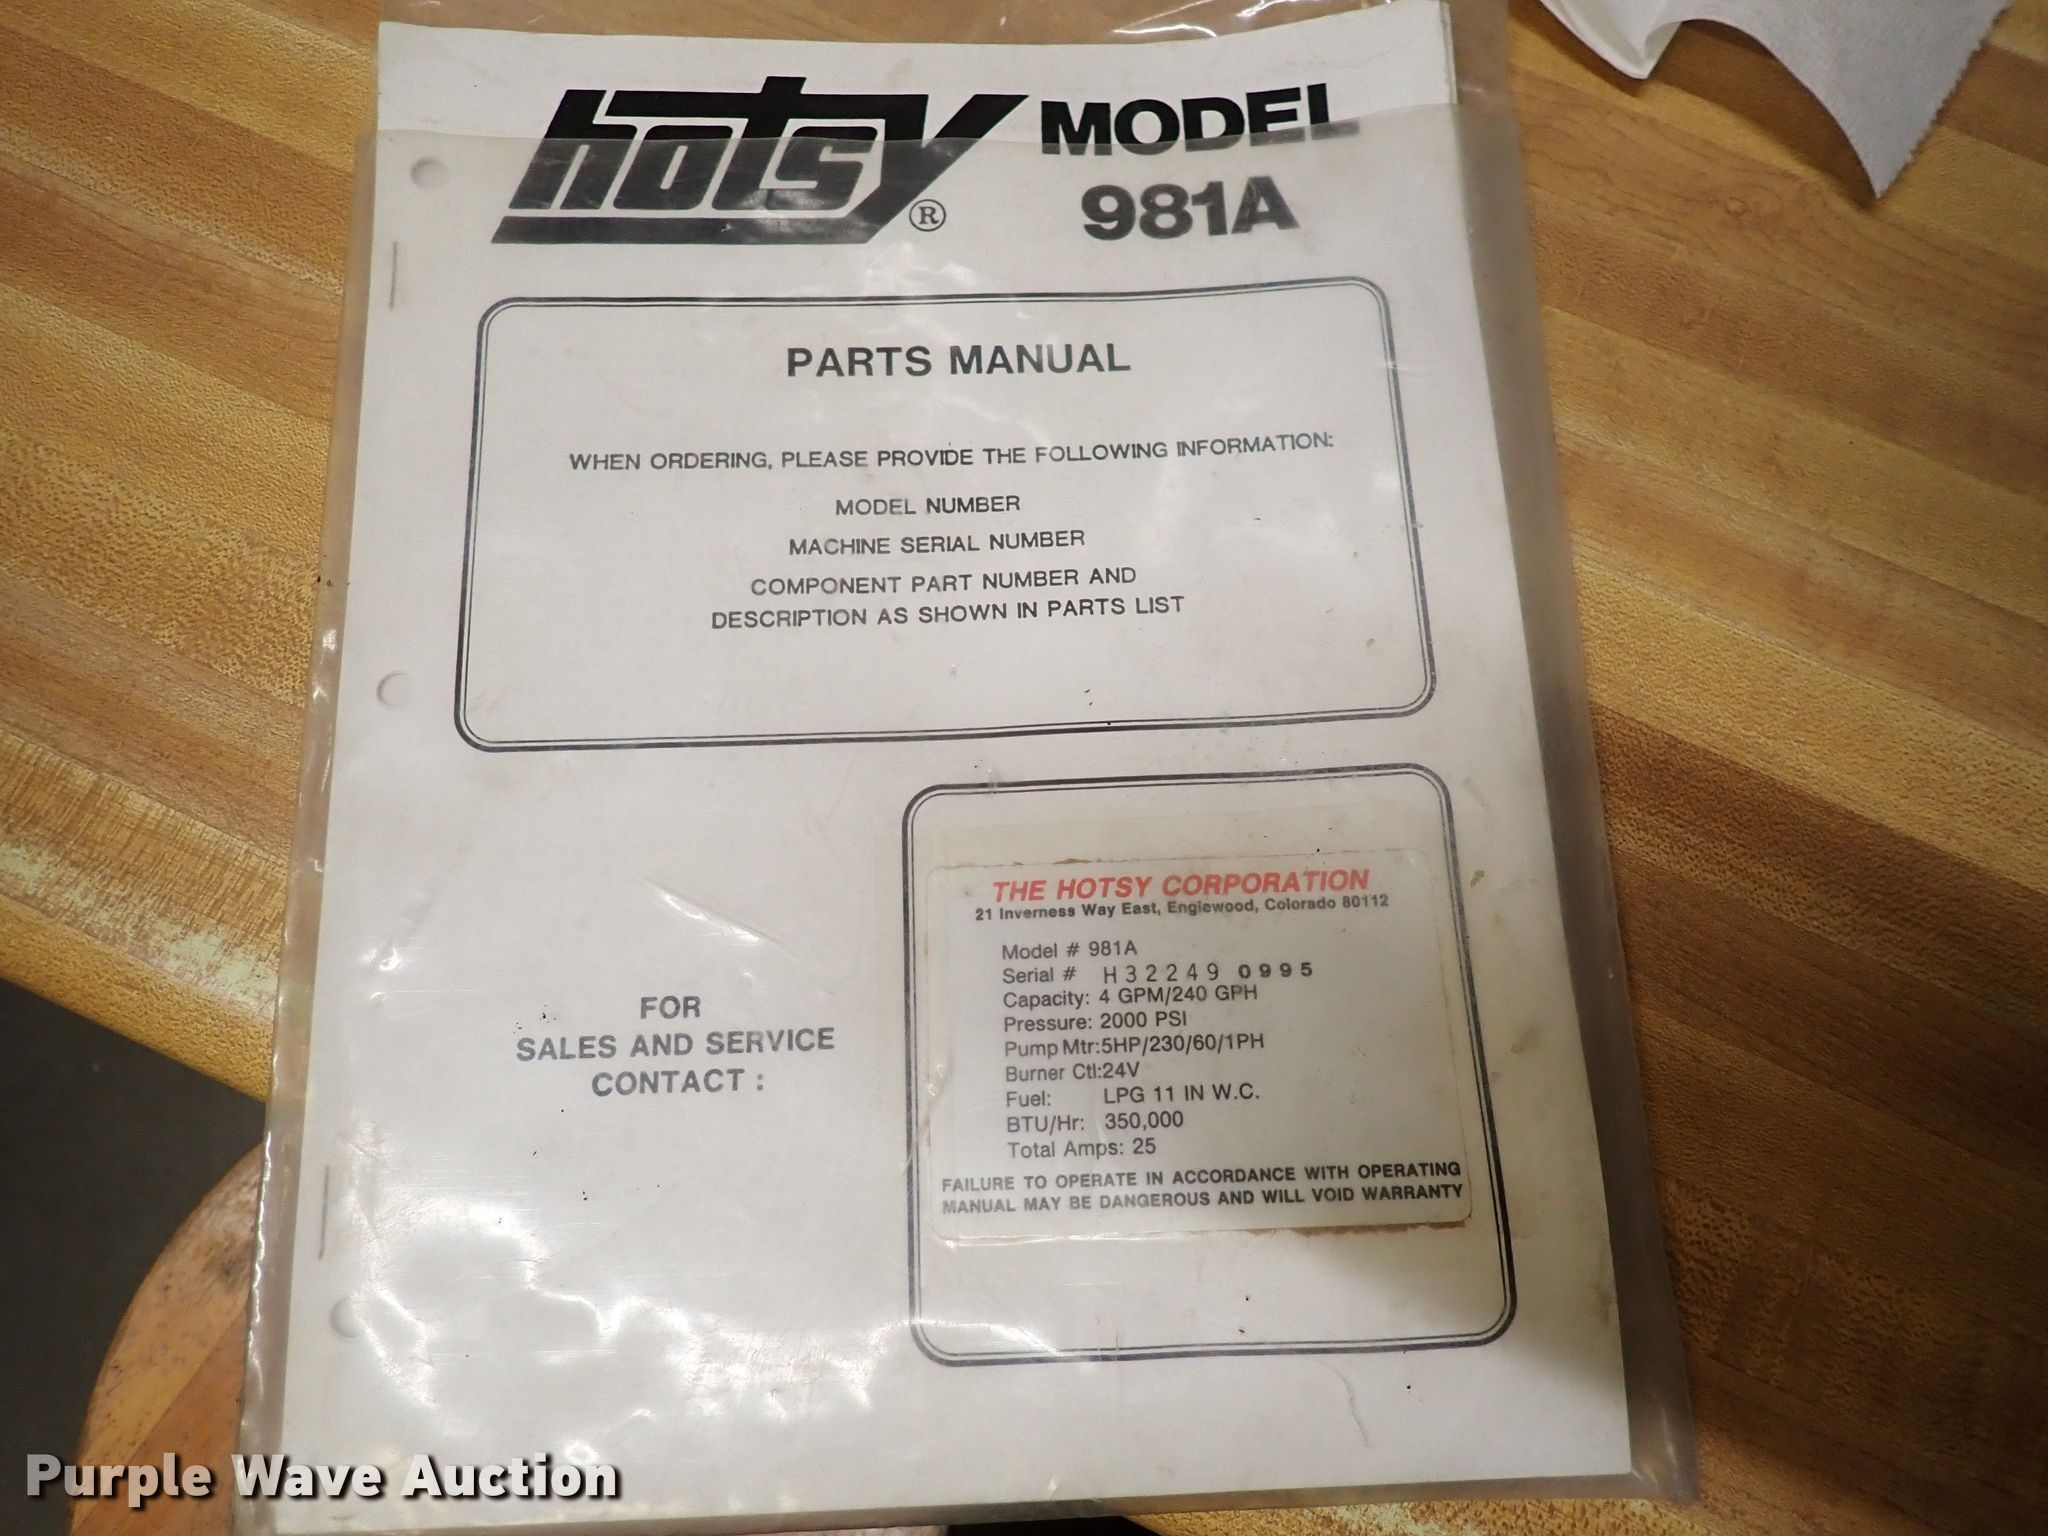 hotsy® MODEL
981A
PARTS MANUAL
WHEN ORDERING, PLEASE PROVIDE THE FOLLOWING INFORMATION:
MODEL NUMBER
MACHINE SERIAL NUMBER
COMPONENT PART NUMBER AND
DESCRIPTION AS SHOWN IN PARTS LIST
FOR
SALES AND SERVICE
CONTACT :
THE HOTSY CORPORATION
21 Inverness Way East, Englewood, Colorado 80112
Model # 981A
Serial # H32249 0995
Capacity: 4 GPM/240 GPH
Pressure: 2000 PSI
Pump Mtr:5HP/230/60/1PH
Burner Ctl:24V
Fuel: LPG 11 IN W.C.
BTU/Hr: 350,000
Total Amps: 25
FAILURE TO OPERATE IN ACCORDANCE WITH OPERATING
MANUAL MAY BE DANGEROUS AND WILL VOID WARRANTY
Purple Wave Auction